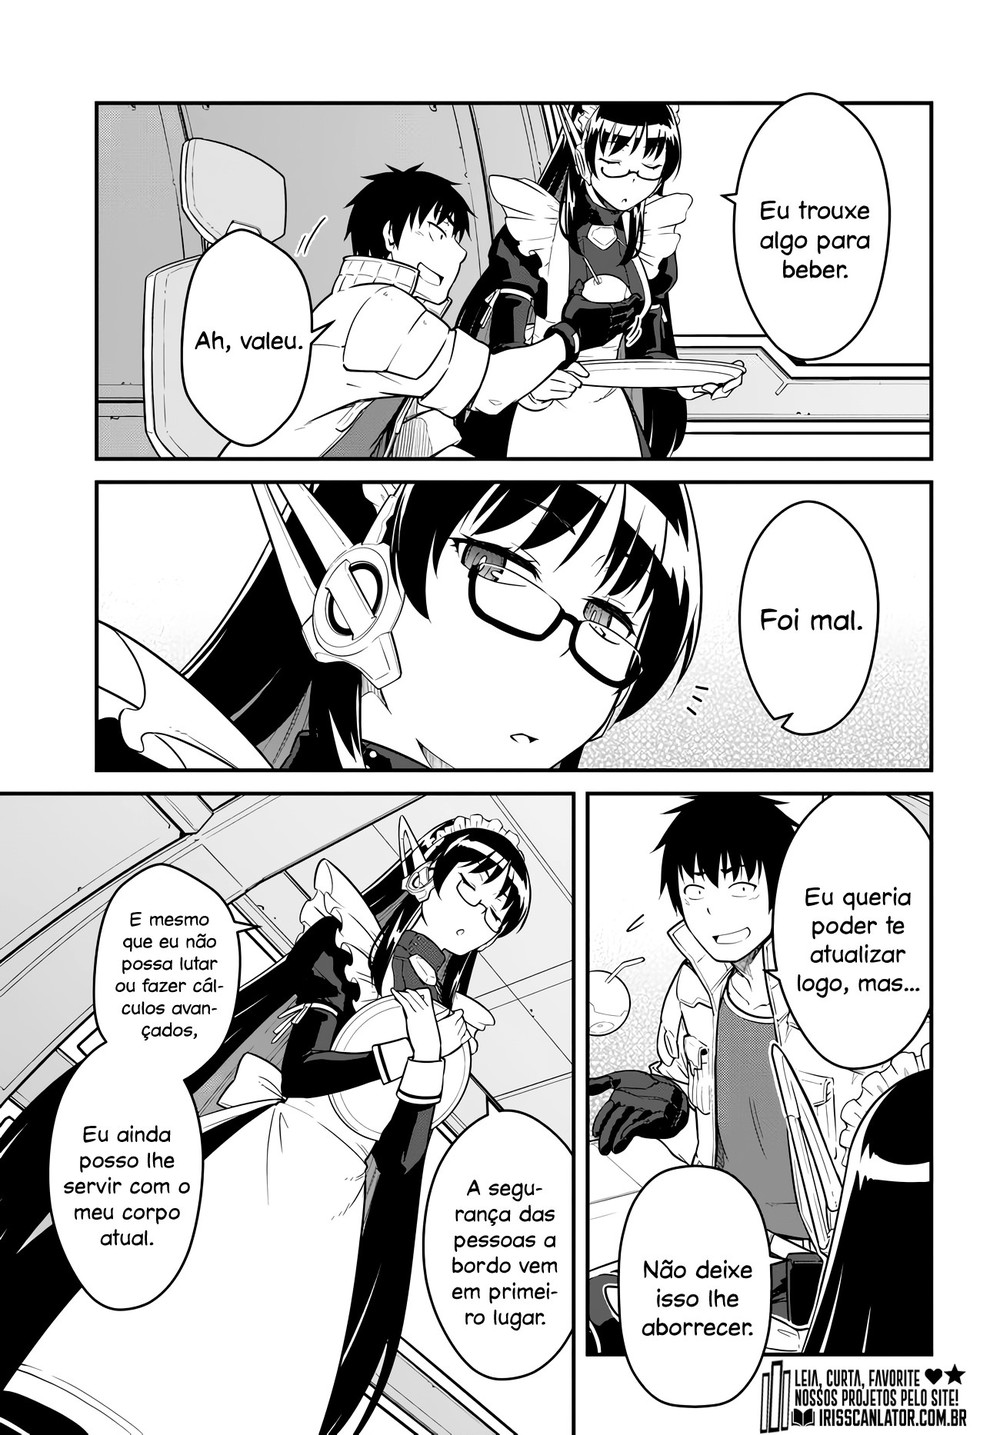 Eu trouxe
algo para
beber.
Ah, valeu.
Foi mal.
Eu queria
poder te
atualizar
logo, mas...
Não deixe
isso lhe
aborrecer.
A segu-
rança das
pessoas a
bordo vem
em primei-
ro lugar.
E mesmo
que eu não
possa lutar
ou fazer cál-
culos avan-
çados,
Eu ainda
posso lhe
servir com o
meu corpo
atual.
LEIA, CURTA, FAVORITE
NOSSOS PROJETOS PELO SITE!
IRISSCANLATOR.COM.BR